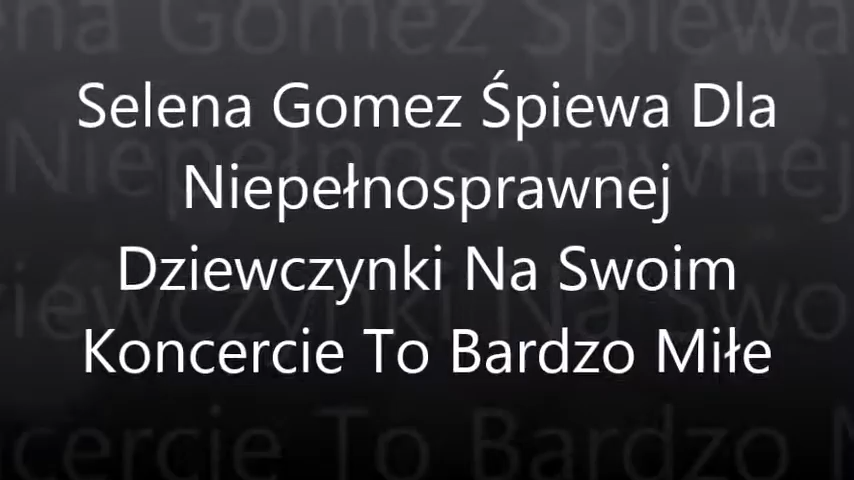 Selena Gomez Śpiewa Dla
Niepełnosprawnej
Dziewczynki Na Swoim
Koncercie To Bardzo Miłe